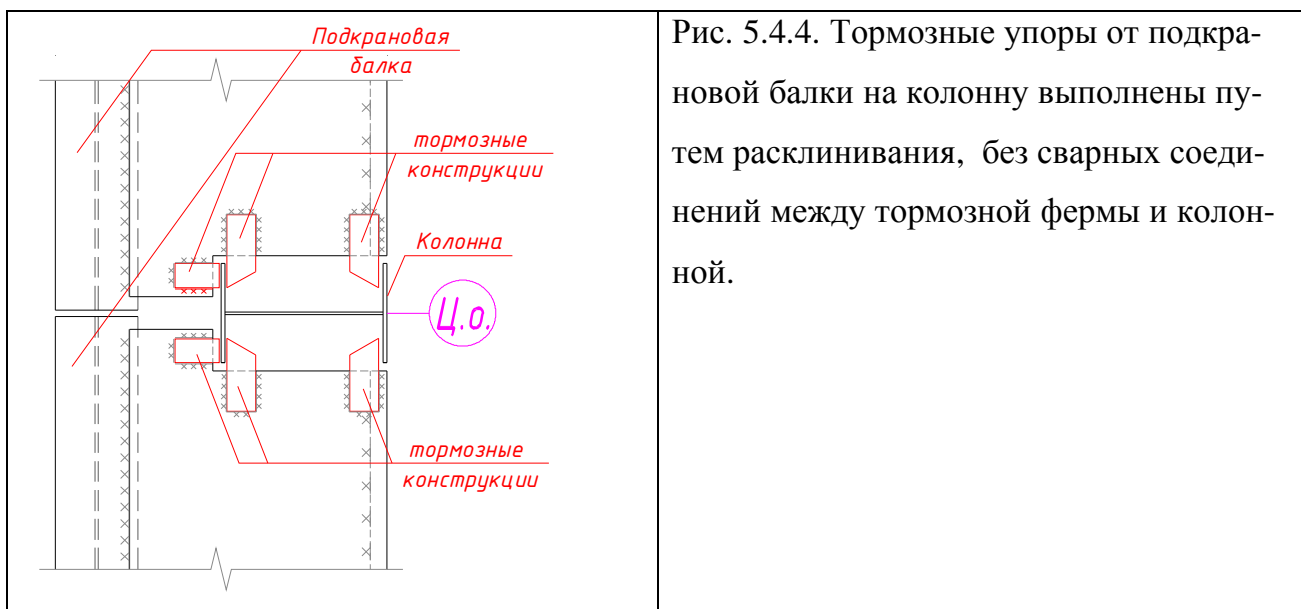 Подкрановая
балка
тормозные
конструкции
Колонна
Ц.о.
тормозные
конструкции
Рис. 5.4.4. Тормозные упоры от подкра-
новой балки на колонну выполнены пу-
тем расклинивания, без сварных соеди-
нений между тормозной фермы и колон-
ной.